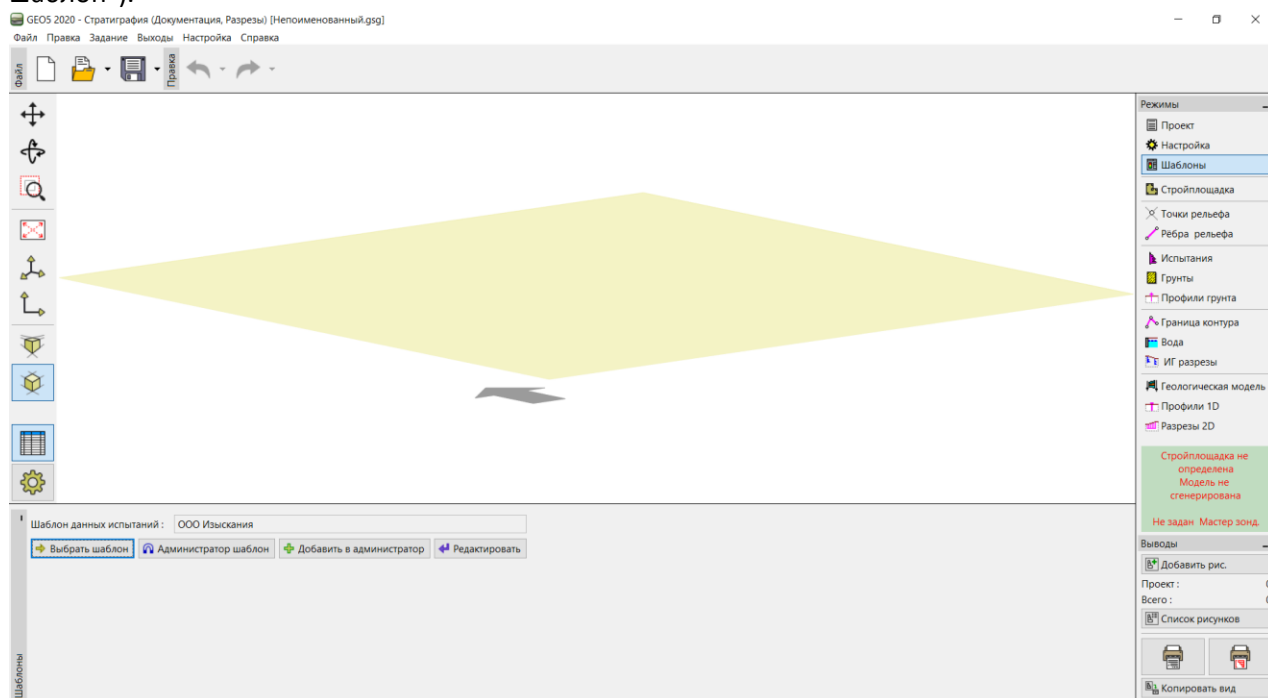 шаблон").
GEO5 2020 - Стратиграфия (Документация, Разрезы) [Непоименованный.gsg]
Файл Правка Задание Выходы Настройка Справка
Файл
Правка
Режимы
Проект
Настройка
Шаблоны
Стройплощадка
Точки рельефа
Рёбра рельефа
Испытания
Грунты
Профили грунта
Граница контура
Вода
ИГ разрезы
Геологическая модель
Профили 1D
Разрезы 2D
Стройплощадка не
определена
Модель не
сгенерирована
Не задан Мастер зонд.
Шаблон данных испытаний : ООО Изыскания
Выбрать шаблон Администратор шаблон Добавить в администратор Редактировать
Шаблоны
Выводы
Добавить рис.
Проект :
Всего :
Список рисунков
Копировать вид